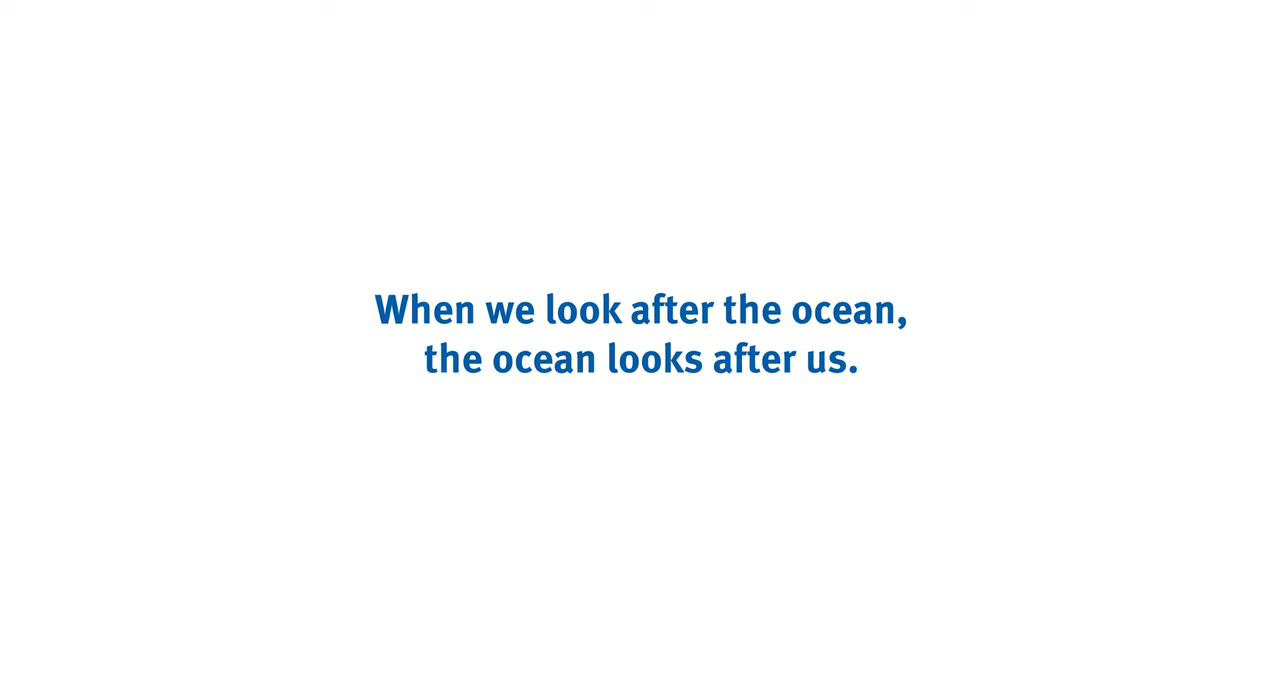 When we look after the ocean,
the ocean looks after us.